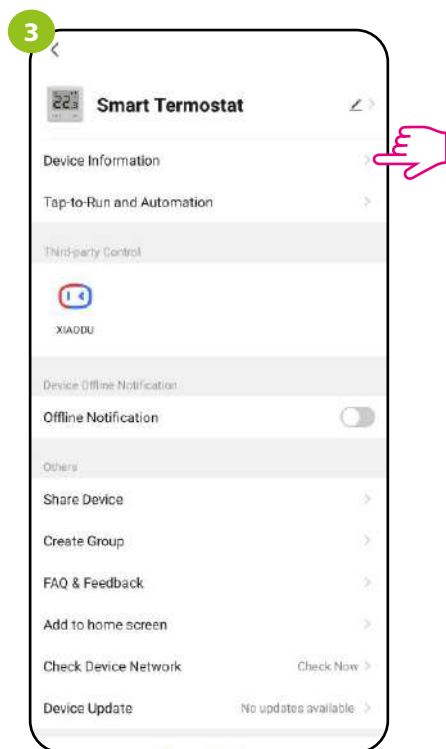 3
22.5
Smart Termostat
Device Information
Tap-to-Run and Automation
Third-party Control
XIAODU
Device Offline Notification
Offline Notification
Others
Share Device
Create Group
FAQ & Feedback
Add to home screen
Check Device Network Check Now
Device Update No updates available